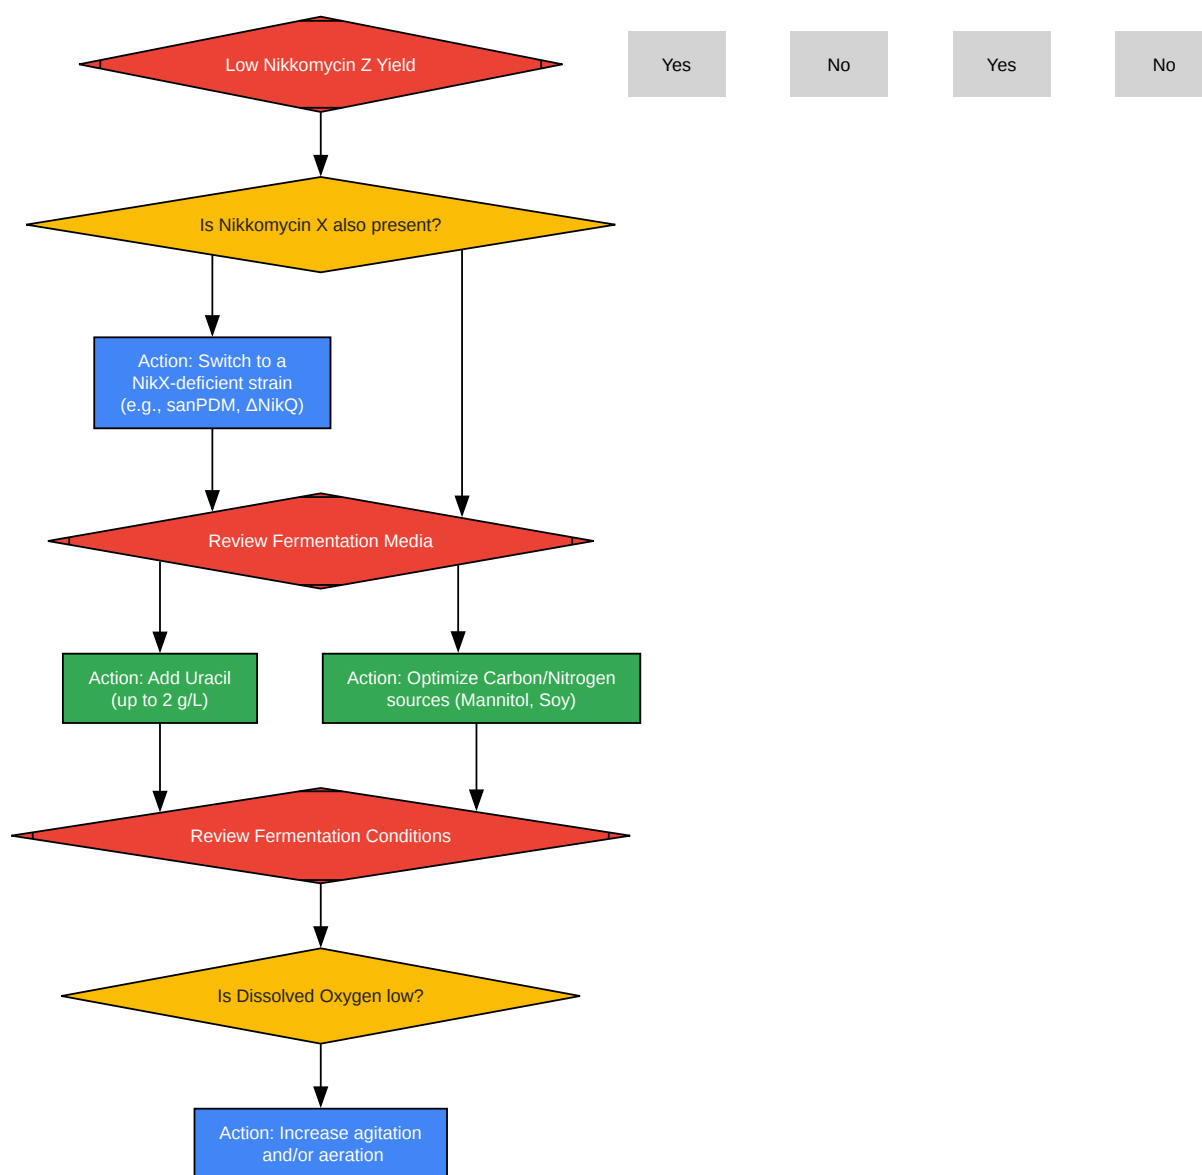 Low Nikkomycin Z Yield
Yes
No
Yes
No
Is Nikkomycin X also present?
Action: Switch to a
NikX-deficient strain
(e.g., sanPDM, ΔNikQ)
Review Fermentation Media
Action: Add Uracil
(up to 2 g/L)
Action: Optimize Carbon/Nitrogen
sources (Mannitol, Soy)
Review Fermentation Conditions
Is Dissolved Oxygen low?
Action: Increase agitation
and/or aeration